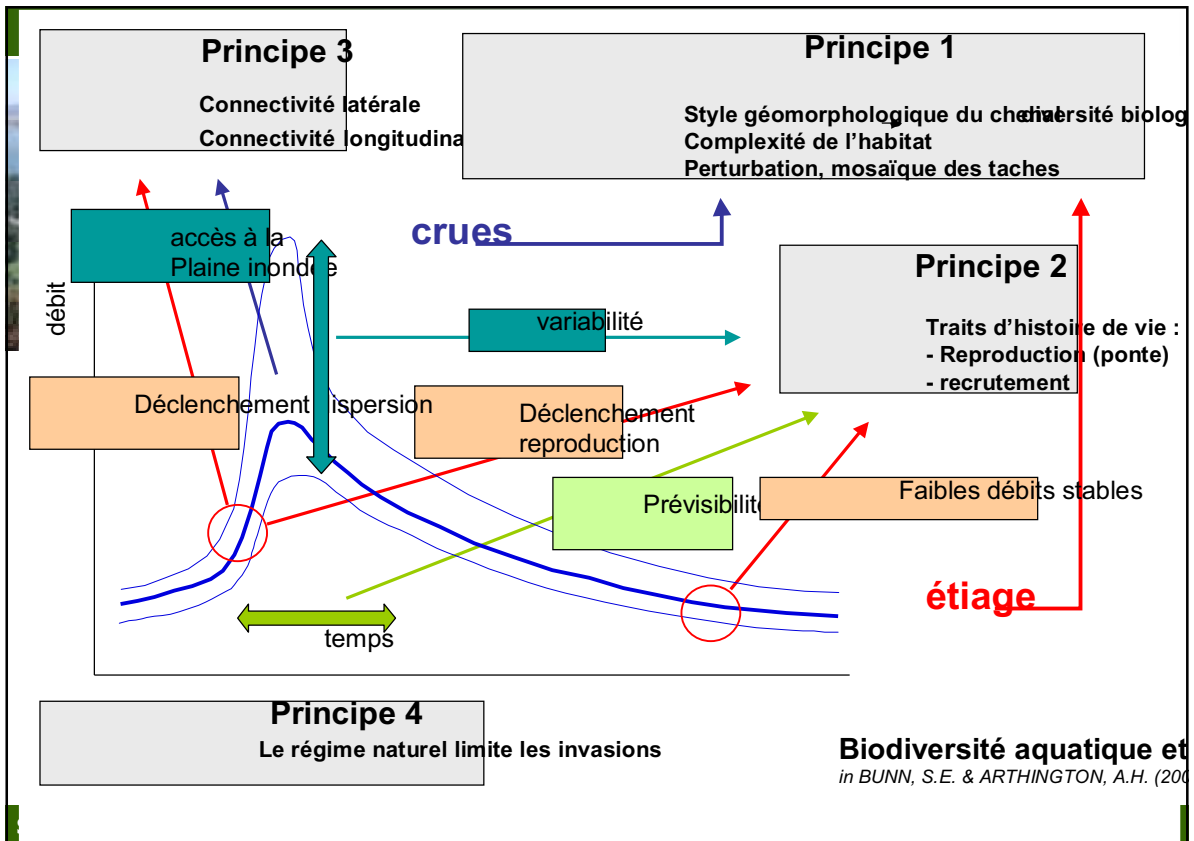 Principe 3
Connectivité latérale
Connectivité longitudina
Principe 1
Style géomorphologique du chenal diversité biolog
Complexité de l'habitat
Perturbation, mosaïque des taches
accès à la
Plaine inondée
crues
Principe 2
Traits d'histoire de vie :
- Reproduction (ponte)
- recrutement
débit
variabilité
Déclenchement dispersion
Déclenchement
reproduction
Prévisibilité
Faibles débits stables
étiage
temps
Principe 4
Le régime naturel limite les invasions
Biodiversité aquatique et
in BUNN, S.E. & ARTHINGTON, A.H. (200